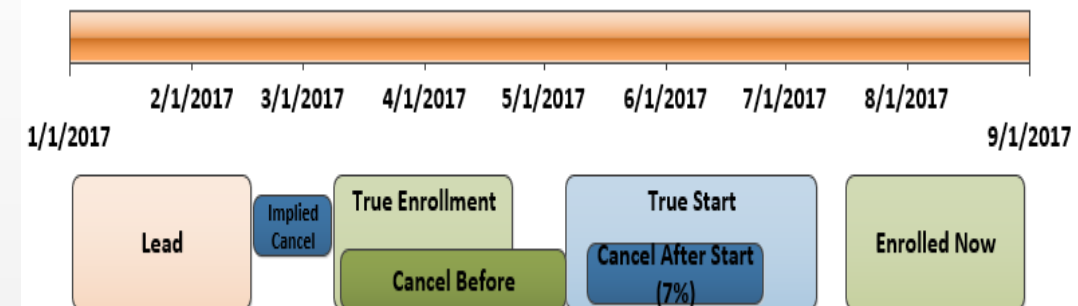 2/1/2017 3/1/2017 4/1/2017 5/1/2017 6/1/2017 7/1/2017 8/1/2017
1/1/2017 9/1/2017
Lead
Implied
Cancel
True Enrollment
Cancel Before
True Start
Cancel After Start
(7%)
Enrolled Now